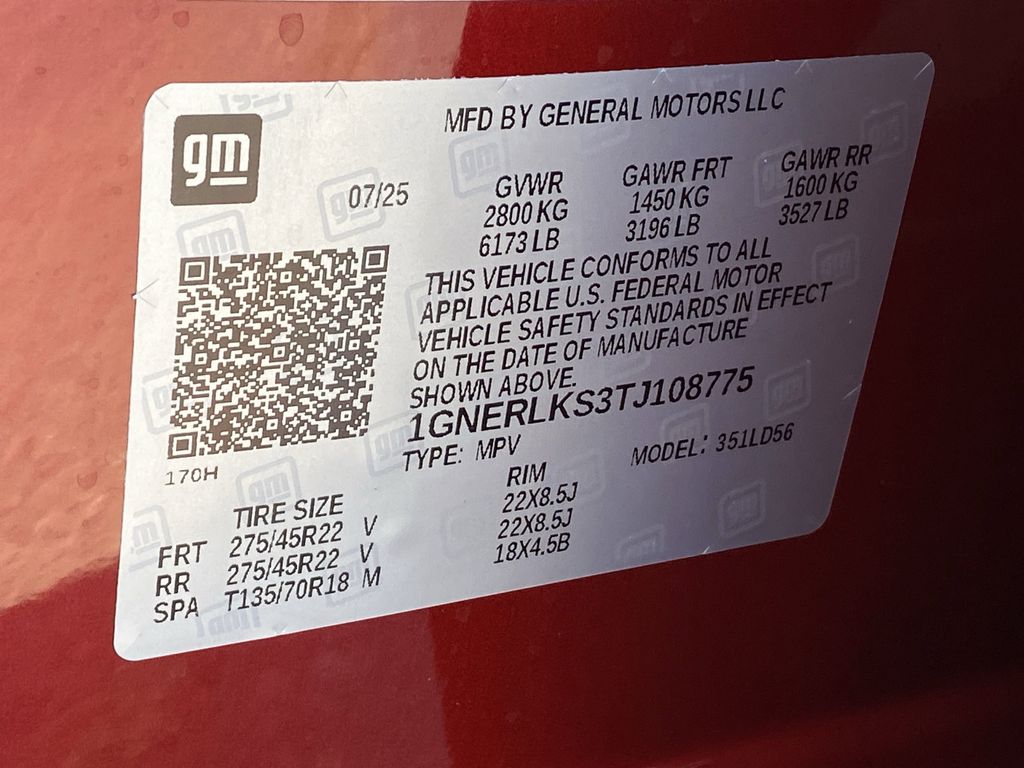 gm
MFD BY GENERAL MOTORS LLC
07/25
GVWR GAWR FRT GAWR RR
2800 KG 1450 KG 1600 KG
6173 LB 3196 LB 3527 LB
THIS VEHICLE CONFORMS TO ALL
APPLICABLE U.S. FEDERAL MOTOR
VEHICLE SAFETY STANDARDS IN EFFECT
ON THE DATE OF MANUFACTURE
SHOWN ABOVE.
1GNERLKS3TJ108775
TYPE: MPV MODEL: 351LD56
170H
TIRE SIZE RIM
FRT 275/45R22 V 22X8.5J
RR 275/45R22 V 22X8.5J
SPA T135/70R18 M 18X4.5B